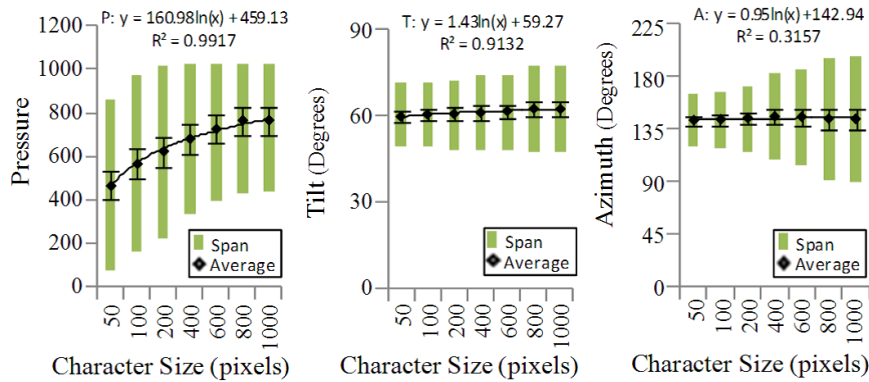 P: y = 160.98ln(x) + 459.13
R² = 0.9917
Pressure
1200
1000
800
600
400
200
0
Span
Average
50
100
200
400
600
800
1000
Character Size (pixels)
T: y = 1.43ln(x) + 59.27
R² = 0.9132
Tilt (Degrees)
90
60
30
0
Span
Average
50
100
200
400
600
800
1000
Character Size (pixels)
A: y = 0.95ln(x) +142.94
R² = 0.3157
Azimuth (Degrees)
225
180
135
90
45
0
Span
Average
50
100
200
400
600
800
1000
Character Size (pixels)